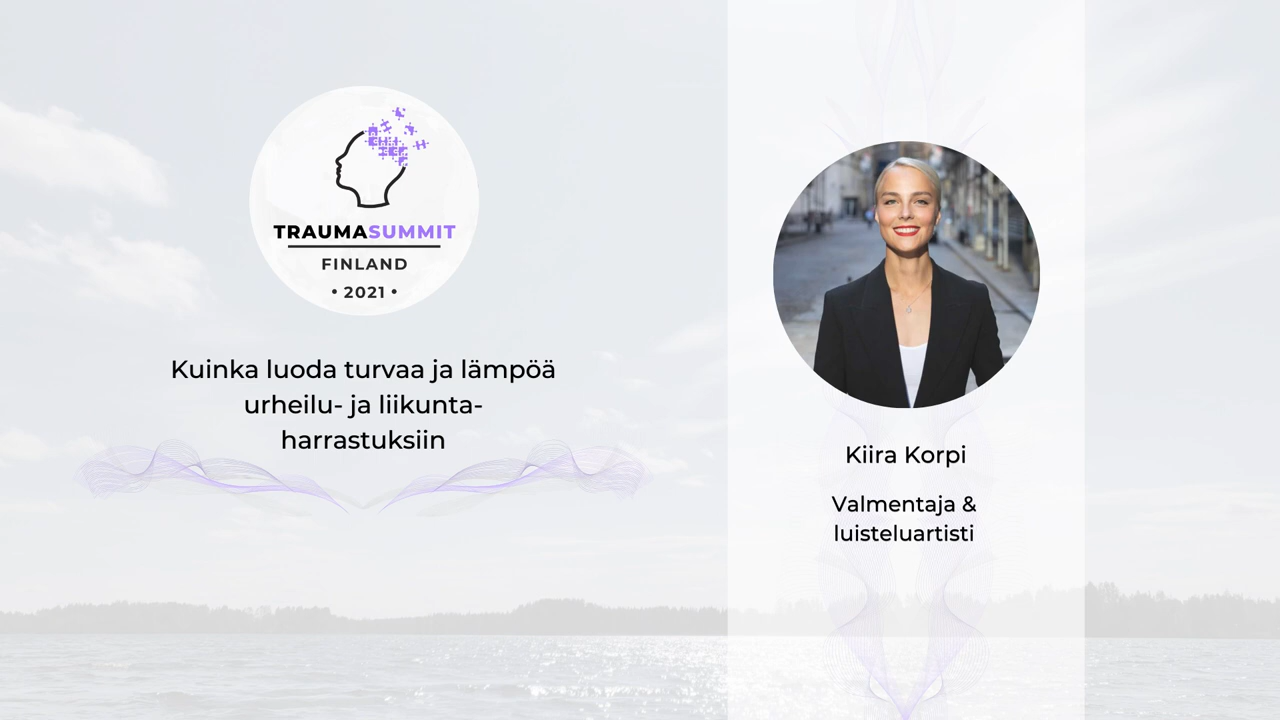 TRAUMASUMMIT
FINLAND
• 2021 •
Kuinka luoda turvaa ja lämpöä
urheilu- ja liikunta-
harrastuksiin
Kiira Korpi
Valmentaja &
luisteluartisti